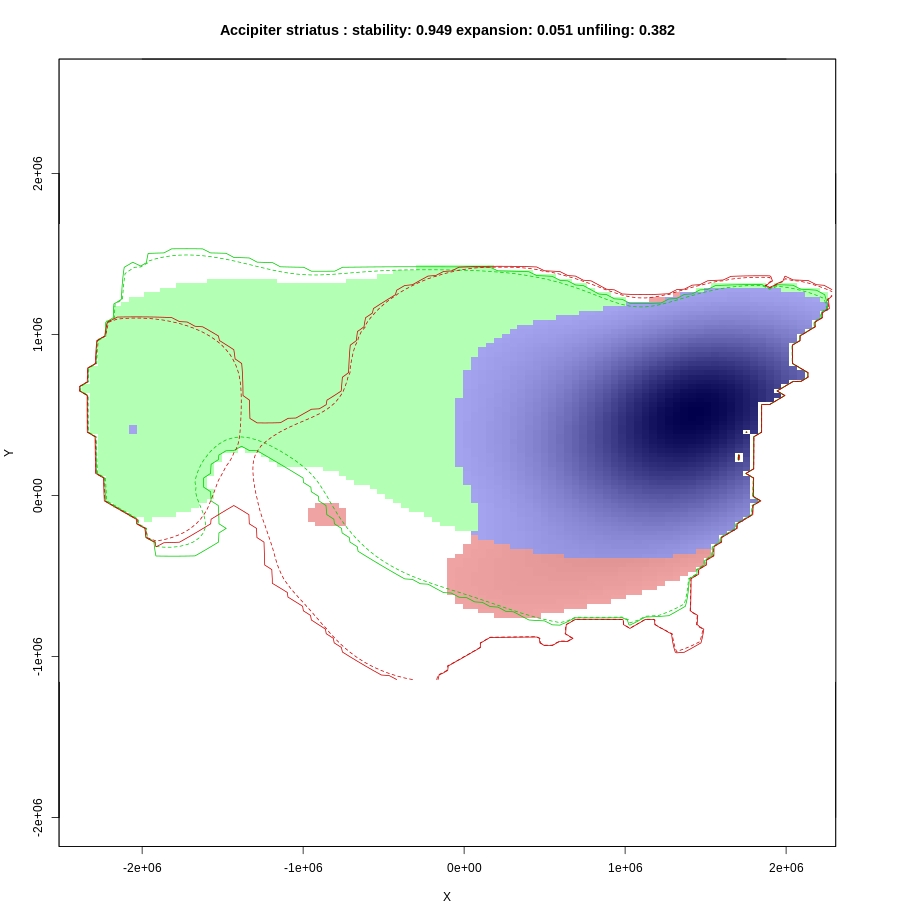 Accipiter striatus : stability: 0.949 expansion: 0.051 unfiling: 0.382
2e+06
1e+06
0e+00
-1e+06
-2e+06
Y
-2e+06 -1e+06 0e+00 1e+06 2e+06
X